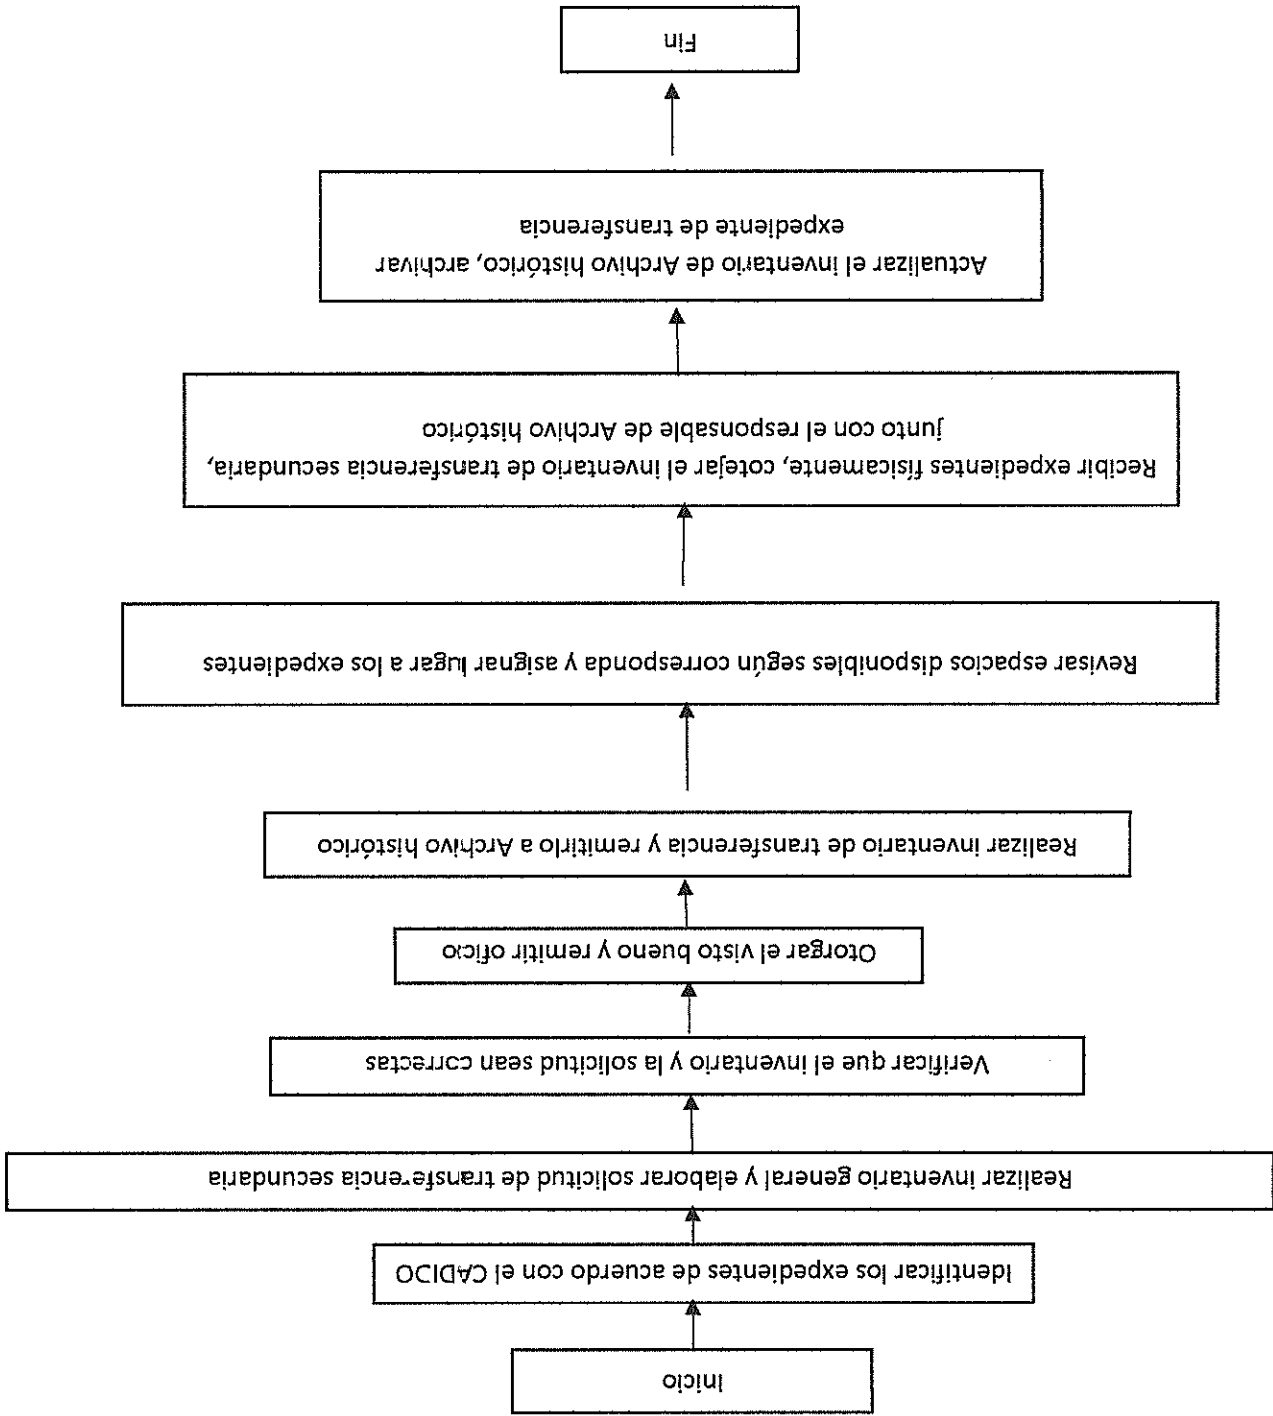 Inicio
Identificar los expedientes de acuerdo con el CADIDO
Realizar inventario general y elaborar solicitud de transferencia secundaria
Verificar que el inventario y la solicitud sean correctas
Otorgar el visto bueno y remitir oficio
Realizar inventario de transferencia y remitirlo a Archivo histórico
Revisar espacios disponibles según corresponda y asignar lugar a los expedientes
Recibir expedientes físicamente, cotejar el inventario de transferencia secundaria,
junto con el responsable de Archivo histórico
Actualizar el inventario de Archivo histórico, archivar
expediente de transferencia
Fin